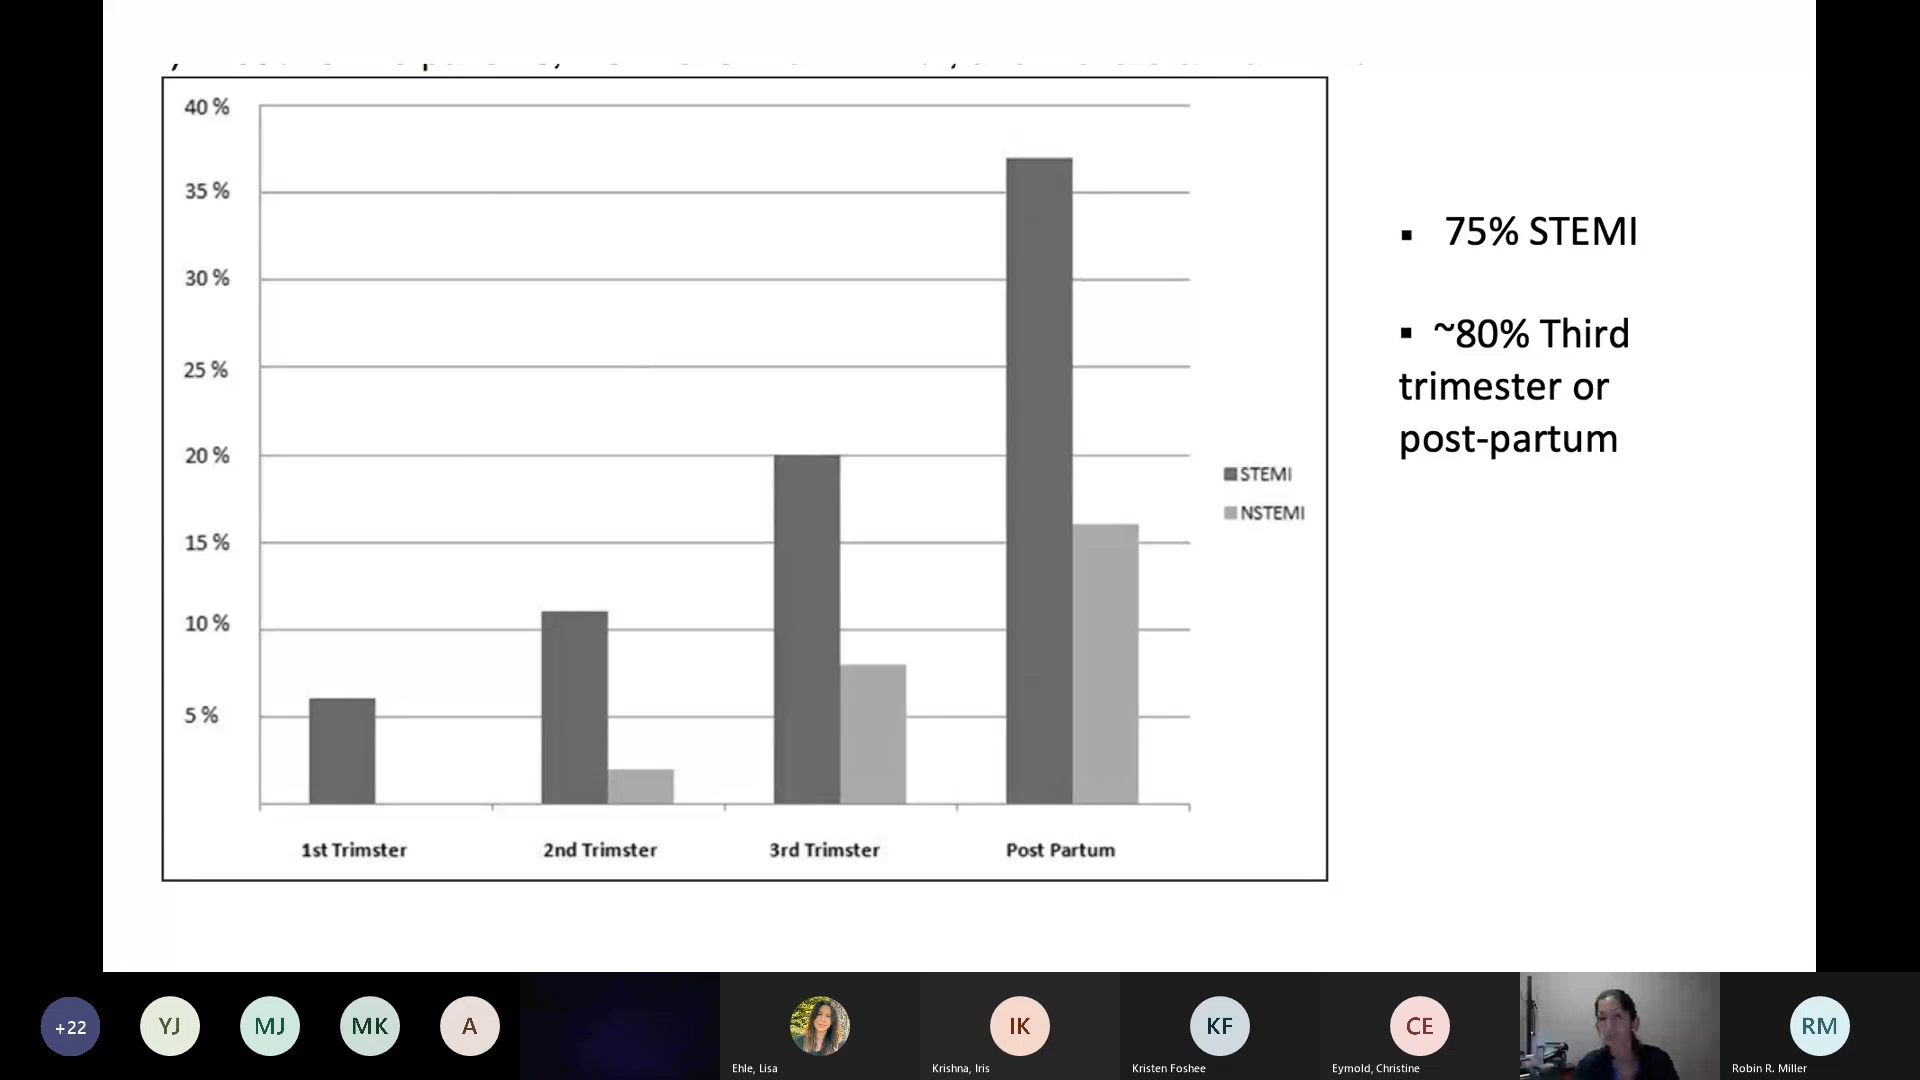 40 %
35 %
30 %
25 %
20 %
15 %
10 %
5 %
1st Trimster
2nd Trimster
3rd Trimster
Post Partum
STEMI
NSTEMI
▪ 75% STEMI
▪ ~80% Third
trimester or
post-partum
+22
YJ
MJ
MK
A
Ehle, Lisa
IK
Krishna, Iris
KF
Kristen Foshee
CE
Eymold, Christine
RM
Robin R. Miller